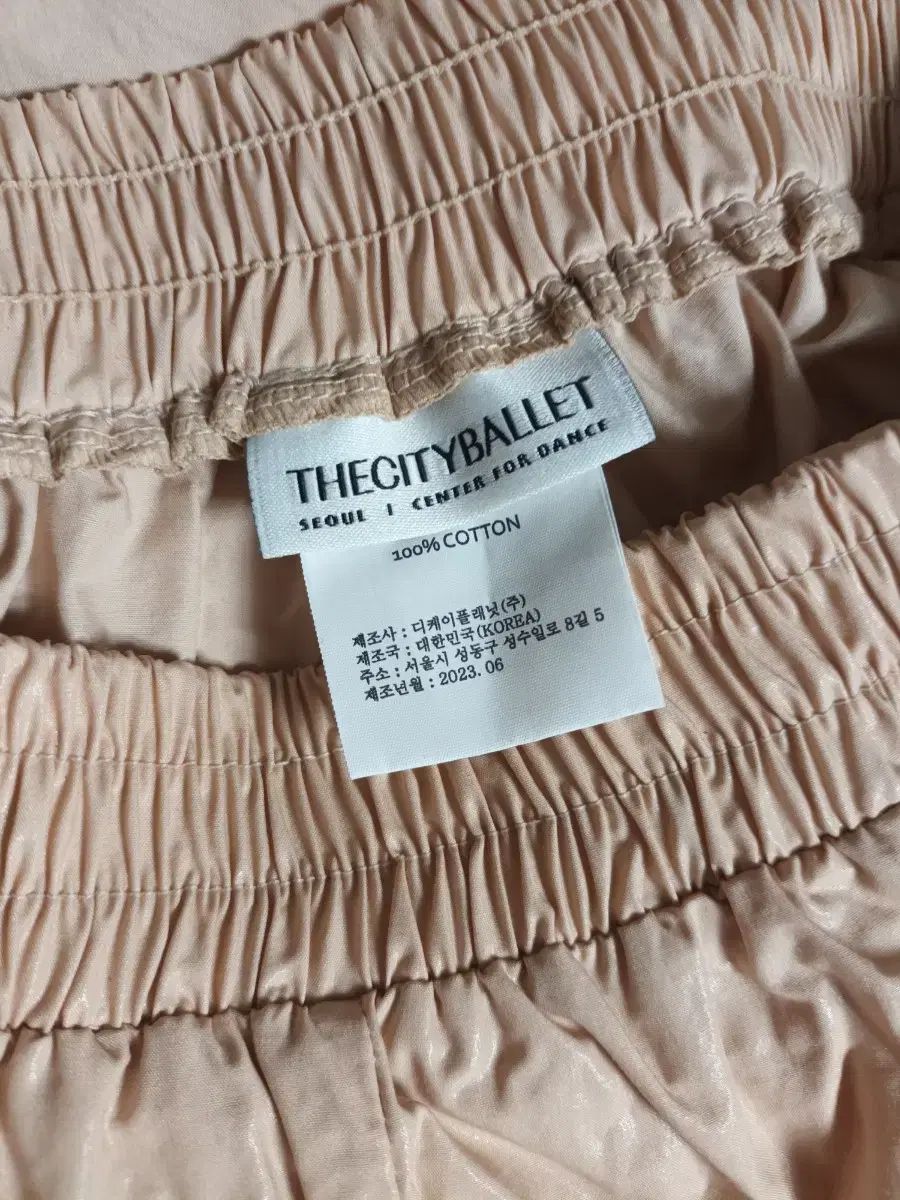 THECITYBALLET
SEOUL | CENTER FOR DANCE
100% COTTON
제조사 : 디케이플래닛(주)
제조국 : 대한민국(KOREA)
주소 : 서울시 성동구 성수일로 8길 5
제조년월 : 2023. 06